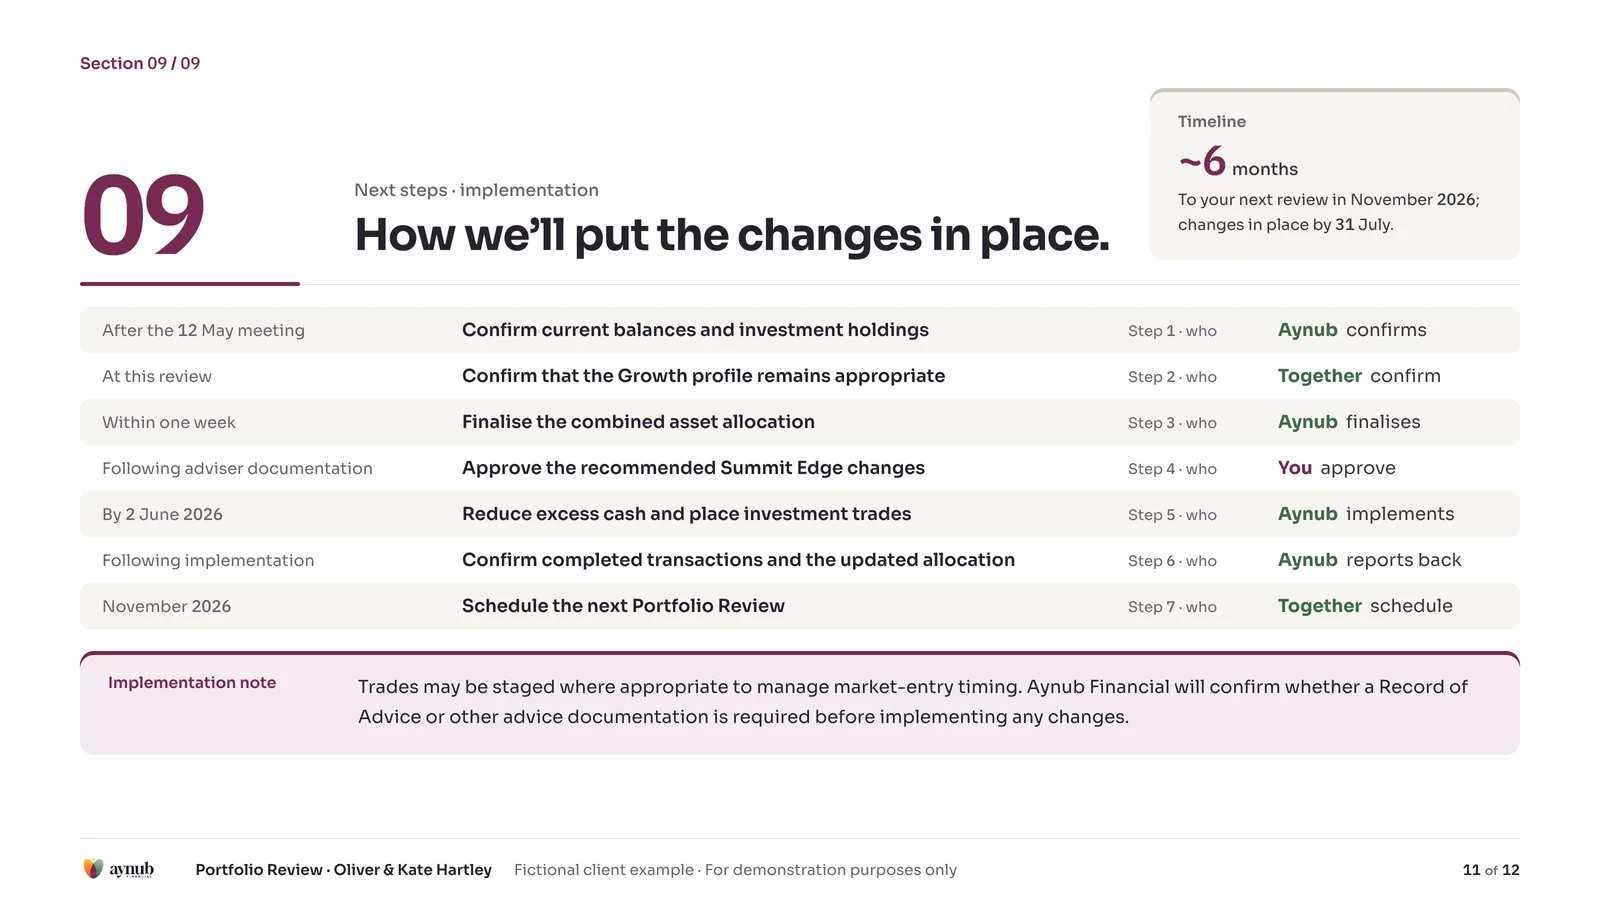 Section 09 / 09
Timeline
~6 months
To your next review in November 2026;
changes in place by 31 July.
09
Next steps · implementation
How we’ll put the changes in place.
After the 12 May meeting Confirm current balances and investment holdings Step 1 · who Aynub confirms
At this review Confirm that the Growth profile remains appropriate Step 2 · who Together confirm
Within one week Finalise the combined asset allocation Step 3 · who Aynub finalises
Following adviser documentation Approve the recommended Summit Edge changes Step 4 · who You approve
By 2 June 2026 Reduce excess cash and place investment trades Step 5 · who Aynub implements
Following implementation Confirm completed transactions and the updated allocation Step 6 · who Aynub reports back
November 2026 Schedule the next Portfolio Review Step 7 · who Together schedule
Implementation note
Trades may be staged where appropriate to manage market-entry timing. Aynub Financial will confirm whether a Record of
Advice or other advice documentation is required before implementing any changes.
aynub
FINANCIAL
Portfolio Review · Oliver & Kate Hartley Fictional client example · For demonstration purposes only 11 of 12